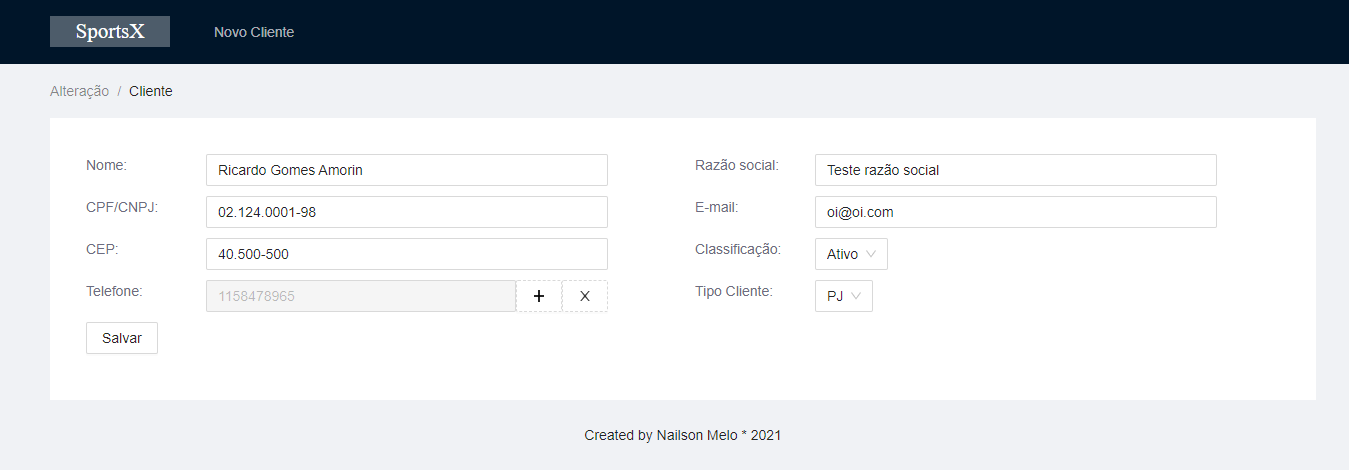 SportsX Novo Cliente
Alteração / Cliente
Nome: Ricardo Gomes Amorin Razão social: Teste razão social
CPF/CNPJ: 02.124.0001-98 E-mail: oi@oi.com
CEP: 40.500-500 Classificação: Ativo
Telefone: 1158478965 + X Tipo Cliente: PJ
Salvar
Created by Nailson Melo * 2021